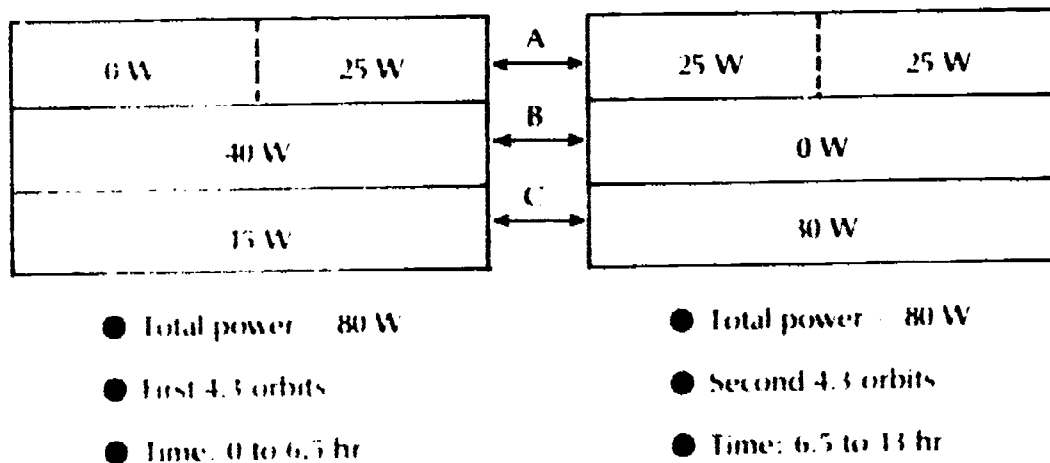 0 W 25 W A 25 W 25 W
B
40 W 0 W
C
15 W 30 W
● Total power 80 W
● First 4.3 orbits
● Time: 0 to 6.5 hr
● Total power 80 W
● Second 4.3 orbits
● Time: 6.5 to 13 hr